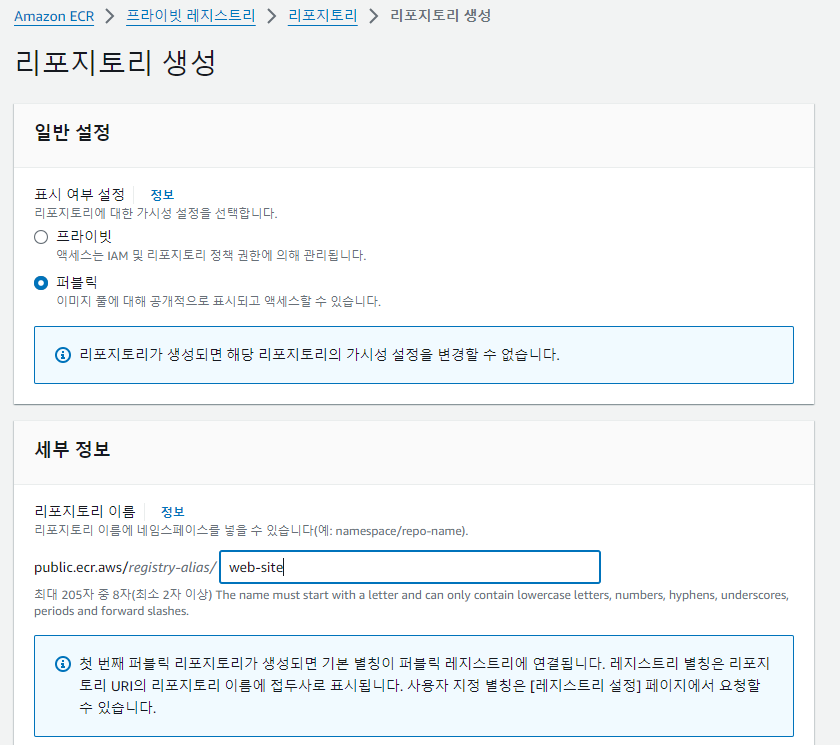 Amazon ECR > 프라이빗 레지스트리 > 리포지토리 > 리포지토리 생성
리포지토리 생성
일반 설정
표시 여부 설정 정보
리포지토리에 대한 가시성 설정을 선택합니다.
프라이빗
액세스는 IAM 및 리포지토리 정책 권한에 의해 관리됩니다.
퍼블릭
이미지 풀에 대해 공개적으로 표시되고 액세스할 수 있습니다.
리포지토리가 생성되면 해당 리포지토리의 가시성 설정을 변경할 수 없습니다.
세부 정보
리포지토리 이름 정보
리포지토리 이름에 네임스페이스를 넣을 수 있습니다(예: namespace/repo-name).
public.ecr.aws/registry-alias/ web-site
최대 205자 중 8자(최소 2자 이상) The name must start with a letter and can only contain lowercase letters, numbers, hyphens, underscores,
periods and forward slashes.
첫 번째 퍼블릭 리포지토리가 생성되면 기본 별칭이 퍼블릭 레지스트리에 연결됩니다. 레지스트리 별칭은 리포지
토리 URI의 리포지토리 이름에 접두사로 표시됩니다. 사용자 지정 별칭은 [레지스트리 설정] 페이지에서 요청할
수 있습니다.